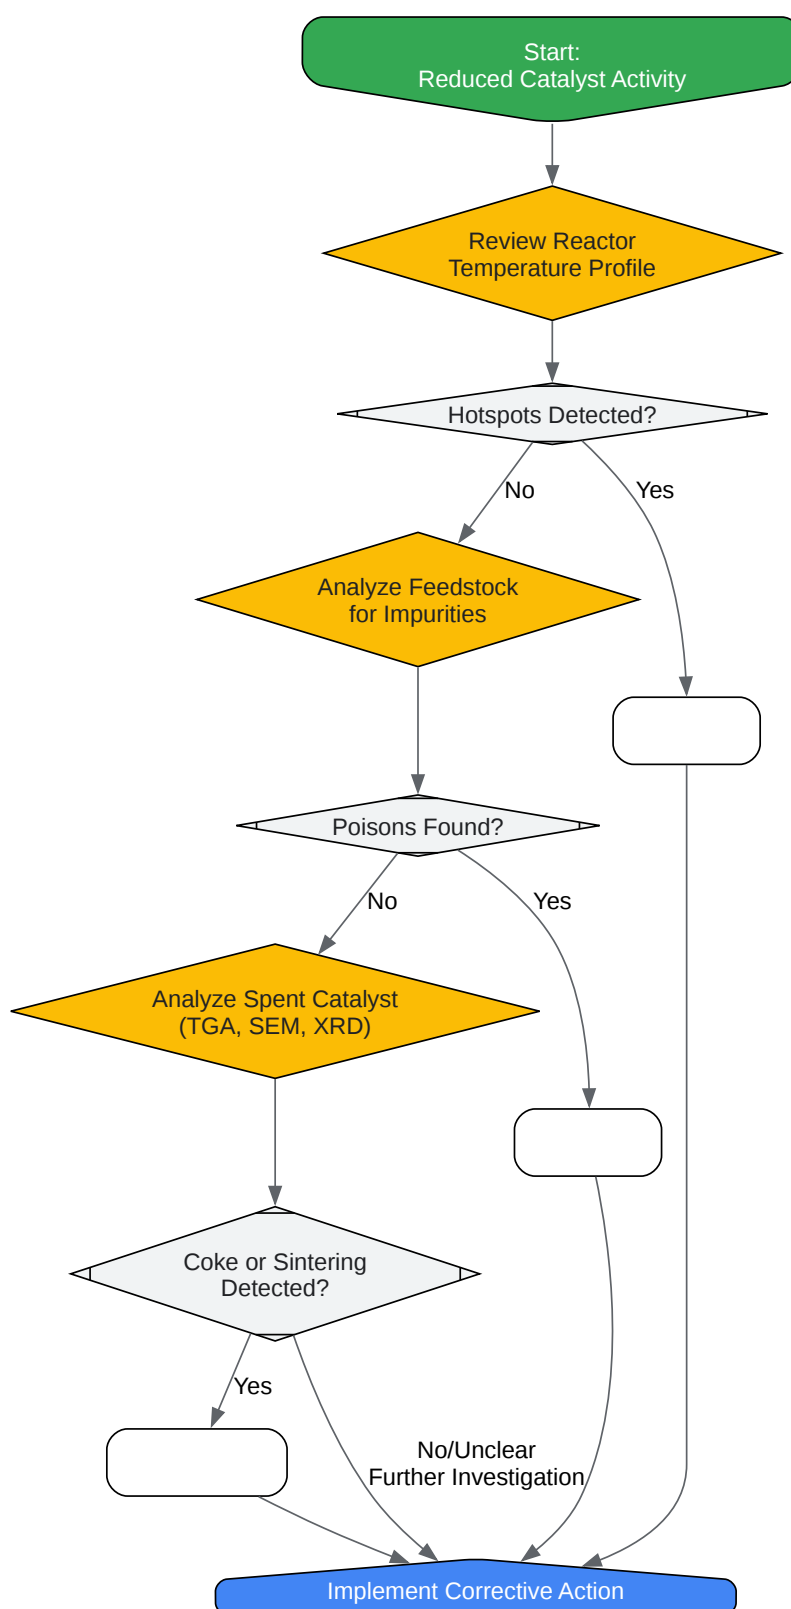 Start:
Reduced Catalyst Activity
Review Reactor
Temperature Profile
Hotspots Detected?
No
Yes
Analyze Feedstock
for Impurities
Poisons Found?
No
Yes
Analyze Spent Catalyst
(TGA, SEM, XRD)
Coke or Sintering
Detected?
Yes
No/Unclear
Further Investigation
Implement Corrective Action